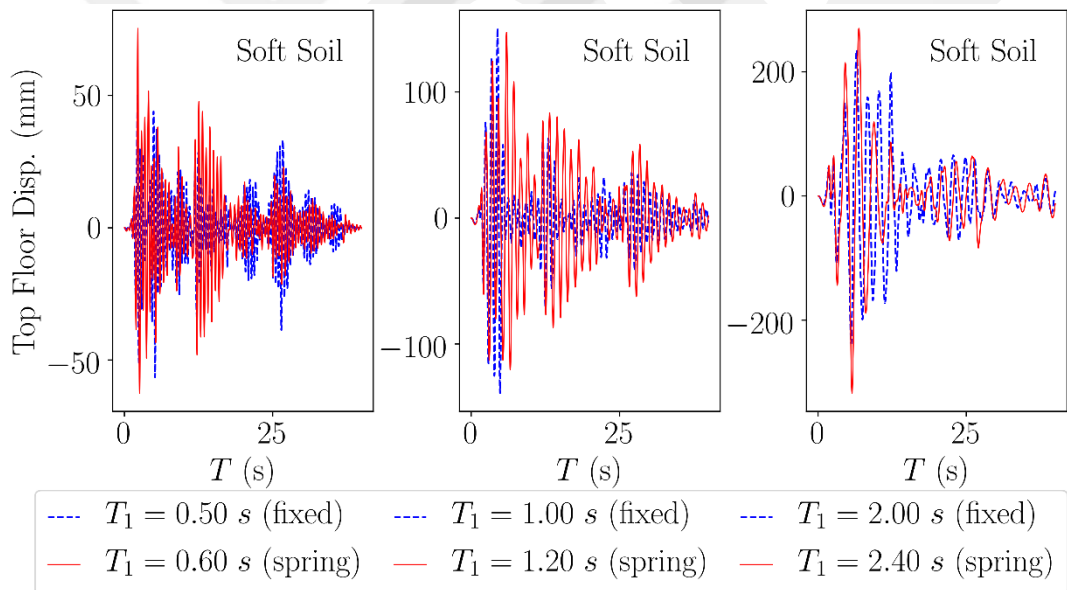 Soft Soil
Soft Soil
Soft Soil
Top Floor Disp. (mm)
50
0
−50
100
0
−100
200
0
−200
0 25
0 25
0 25
T (s)
T (s)
T (s)
T₁ = 0.50 s (fixed)
T₁ = 0.60 s (spring)
T₁ = 1.00 s (fixed)
T₁ = 1.20 s (spring)
T₁ = 2.00 s (fixed)
T₁ = 2.40 s (spring)